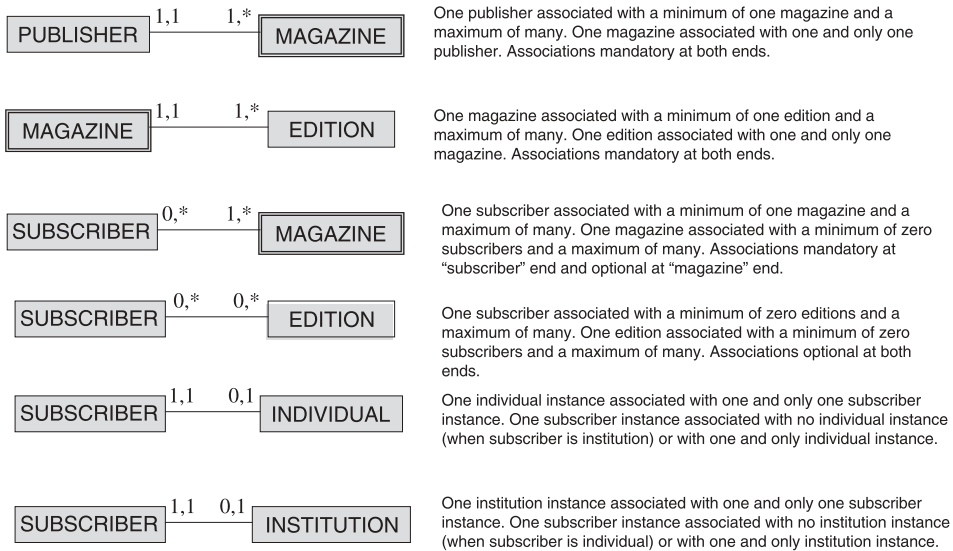 1,1 1,*
PUBLISHER MAGAZINE
One publisher associated with a minimum of one magazine and a
maximum of many. One magazine associated with one and only one
publisher. Associations mandatory at both ends.
1,1 1,*
MAGAZINE EDITION
One magazine associated with a minimum of one edition and a
maximum of many. One edition associated with one and only one
magazine. Associations mandatory at both ends.
0,* 1,*
SUBSCRIBER MAGAZINE
One subscriber associated with a minimum of one magazine and a
maximum of many. One magazine associated with a minimum of zero
subscribers and a maximum of many. Associations mandatory at
“subscriber” end and optional at “magazine” end.
0,* 0,*
SUBSCRIBER EDITION
One subscriber associated with a minimum of zero editions and a
maximum of many. One edition associated with a minimum of zero
subscribers and a maximum of many. Associations optional at both
ends.
1,1 0,1
SUBSCRIBER INDIVIDUAL
One individual instance associated with one and only one subscriber
instance. One subscriber instance associated with no individual instance
(when subscriber is institution) or with one and only individual instance.
1,1 0,1
SUBSCRIBER INSTITUTION
One institution instance associated with one and only one subscriber
instance. One subscriber instance associated with no institution instance
(when subscriber is individual) or with one and only institution instance.